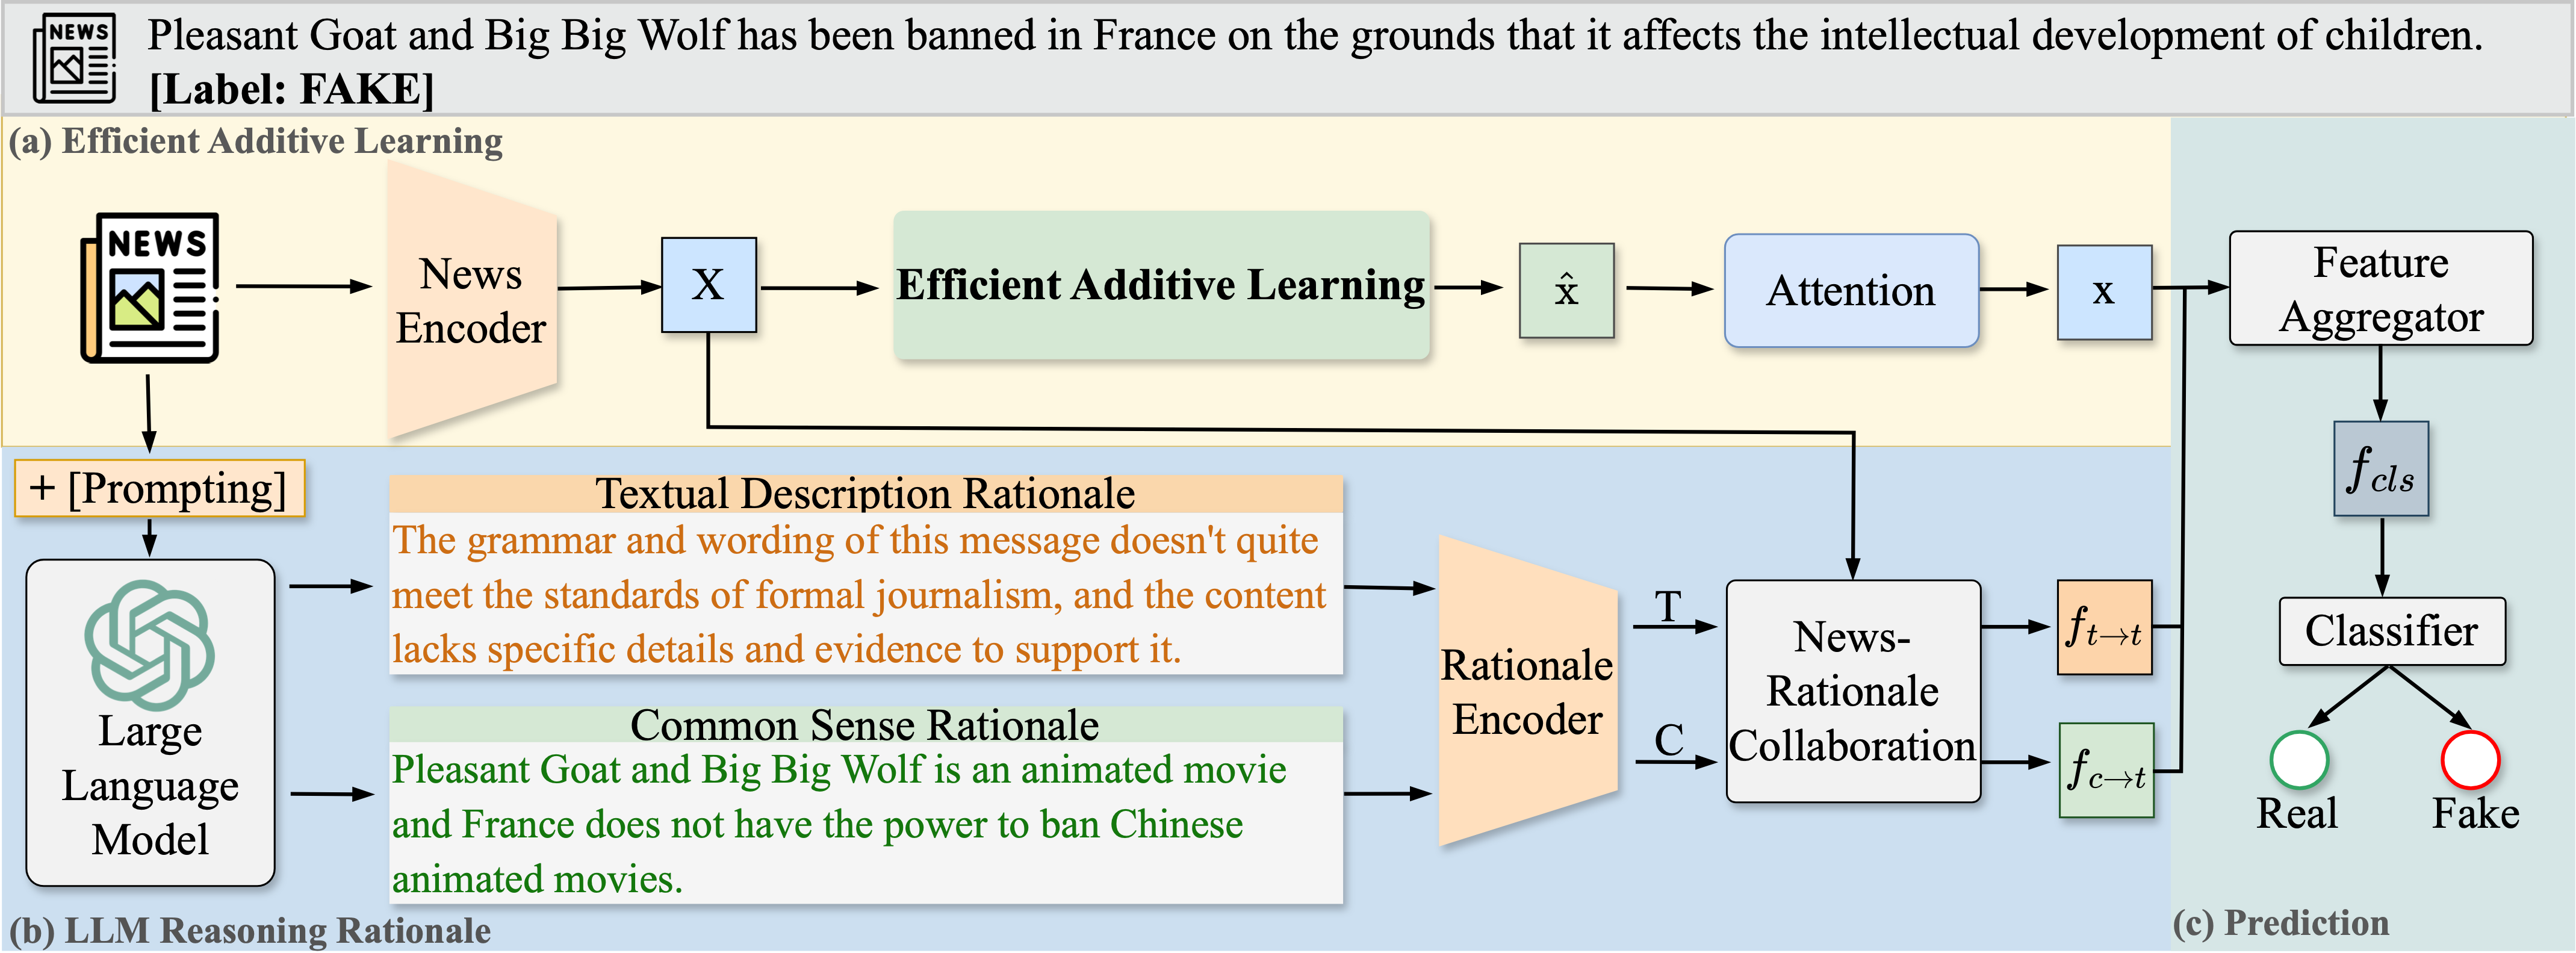 NEWS
Pleasant Goat and Big Big Wolf has been banned in France on the grounds that it affects the intellectual development of children.
[Label: FAKE]
(a) Efficient Additive Learning
NEWS
News
Encoder
X
Efficient Additive Learning
x̂
Attention
x
Feature
Aggregator
f_{cls}
Classifier
Real
Fake
(c) Prediction
+ [Prompting]
Large
Language
Model
Textual Description Rationale
The grammar and wording of this message doesn't quite
meet the standards of formal journalism, and the content
lacks specific details and evidence to support it.
Common Sense Rationale
Pleasant Goat and Big Big Wolf is an animated movie
and France does not have the power to ban Chinese
animated movies.
Rationale
Encoder
T
C
News-
Rationale
Collaboration
f_{t→t}
f_{c→t}
(b) LLM Reasoning Rationale